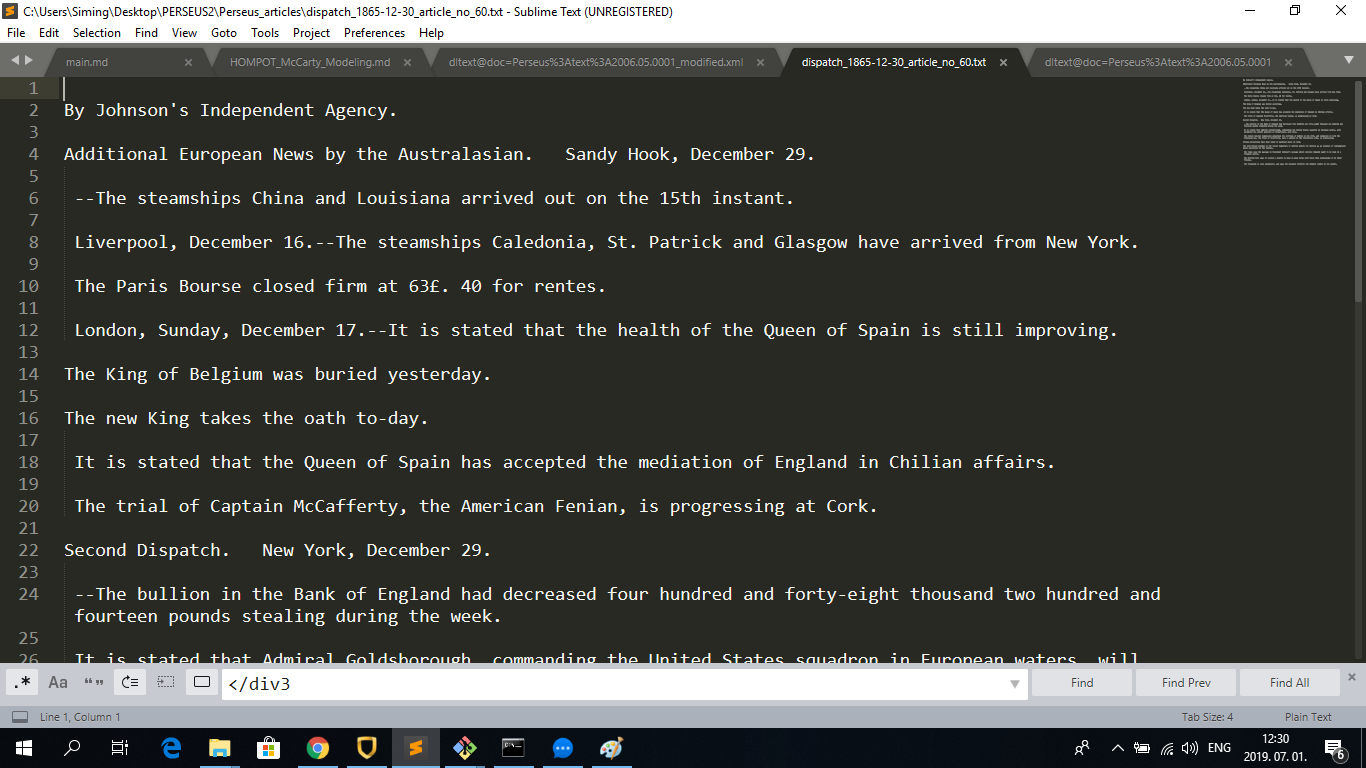 C:\Users\Siming\Desktop\PERSEUS2\Perseus_articles\dispatch_1865-12-30_article_no_60.txt - Sublime Text (UNREGISTERED)
File Edit Selection Find View Goto Tools Project Preferences Help
main.md HOMPOT_McCarty_Modeling.md dltext@doc=Perseus%3Atext%3A2006.05.0001_modified.xml dispatch_1865-12-30_article_no_60.txt dltext@doc=Perseus%3Atext%3A2006.05.0001
1
2 By Johnson's Independent Agency.
3
4 Additional European News by the Australasian. Sandy Hook, December 29.
5
6 --The steamships China and Louisiana arrived out on the 15th instant.
7
8 Liverpool, December 16.--The steamships Caledonia, St. Patrick and Glasgow have arrived from New York.
9
10 The Paris Bourse closed firm at 63£. 40 for rentes.
11
12 London, Sunday, December 17.--It is stated that the health of the Queen of Spain is still improving.
13
14 The King of Belgium was buried yesterday.
15
16 The new King takes the oath to-day.
17
18 It is stated that the Queen of Spain has accepted the mediation of England in Chilian affairs.
19
20 The trial of Captain McCafferty, the American Fenian, is progressing at Cork.
21
22 Second Dispatch. New York, December 29.
23
24 --The bullion in the Bank of England had decreased four hundred and forty-eight thousand two hundred and
fourteen pounds stealing during the week.
25
26 It is stated that Admiral Goldsborough, commanding the United States squadron in European waters, will
.* Aa “” </div3 Find Find Prev Find All
Line 1, Column 1 Tab Size: 4 Plain Text
ENG 12:30
2019. 07. 01. 6